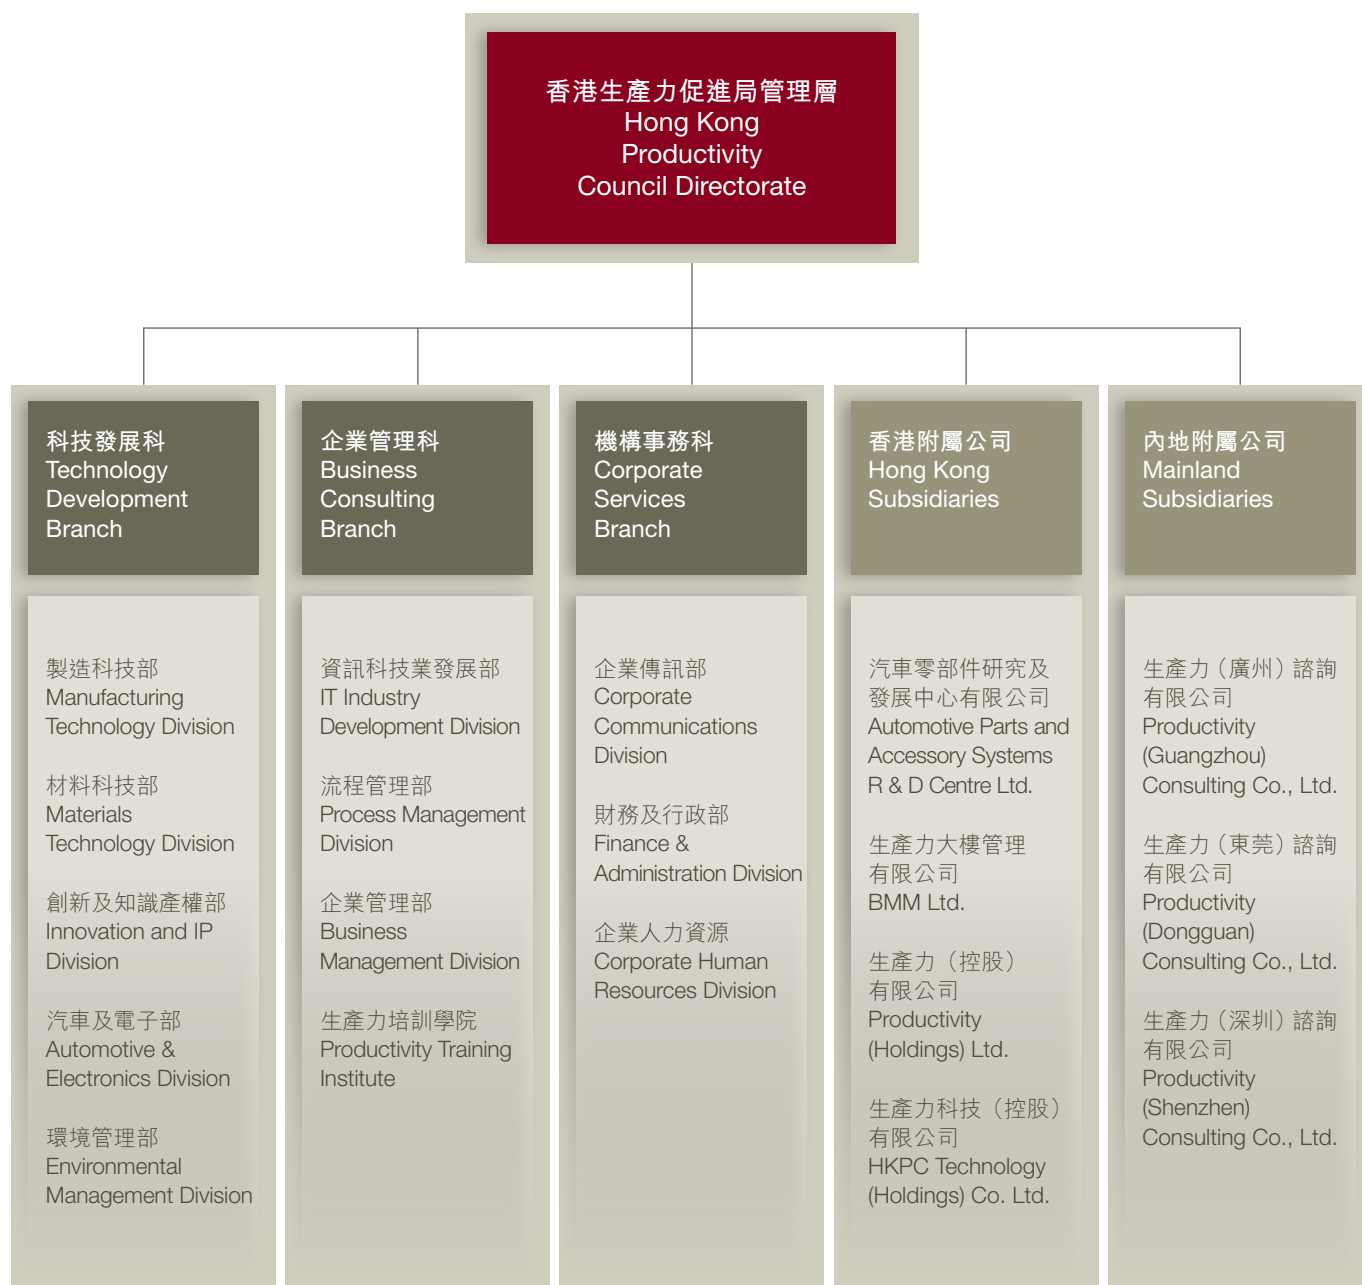 香港生產力促進局管理層
Hong Kong
Productivity
Council Directorate
科技發展科
Technology
Development
Branch
製造科技部
Manufacturing
Technology Division
材料科技部
Materials
Technology Division
創新及知識產權部
Innovation and IP
Division
汽車及電子部
Automotive &
Electronics Division
環境管理部
Environmental
Management Division
企業管理科
Business
Consulting
Branch
資訊科技業發展部
IT Industry
Development Division
流程管理部
Process Management
Division
企業管理部
Business
Management Division
生產力培訓學院
Productivity Training
Institute
機構事務科
Corporate
Services
Branch
企業傳訊部
Corporate
Communications
Division
財務及行政部
Finance &
Administration Division
企業人力資源
Corporate Human
Resources Division
香港附屬公司
Hong Kong
Subsidiaries
汽車零部件研究及
發展中心有限公司
Automotive Parts and
Accessory Systems
R & D Centre Ltd.
生產力大樓管理
有限公司
BMM Ltd.
生產力（控股）
有限公司
Productivity
(Holdings) Ltd.
生產力科技（控股）
有限公司
HKPC Technology
(Holdings) Co. Ltd.
內地附屬公司
Mainland
Subsidiaries
生產力（廣州）諮詢
有限公司
Productivity
(Guangzhou)
Consulting Co., Ltd.
生產力（東莞）諮詢
有限公司
Productivity
(Dongguan)
Consulting Co., Ltd.
生產力（深圳）諮詢
有限公司
Productivity
(Shenzhen)
Consulting Co., Ltd.